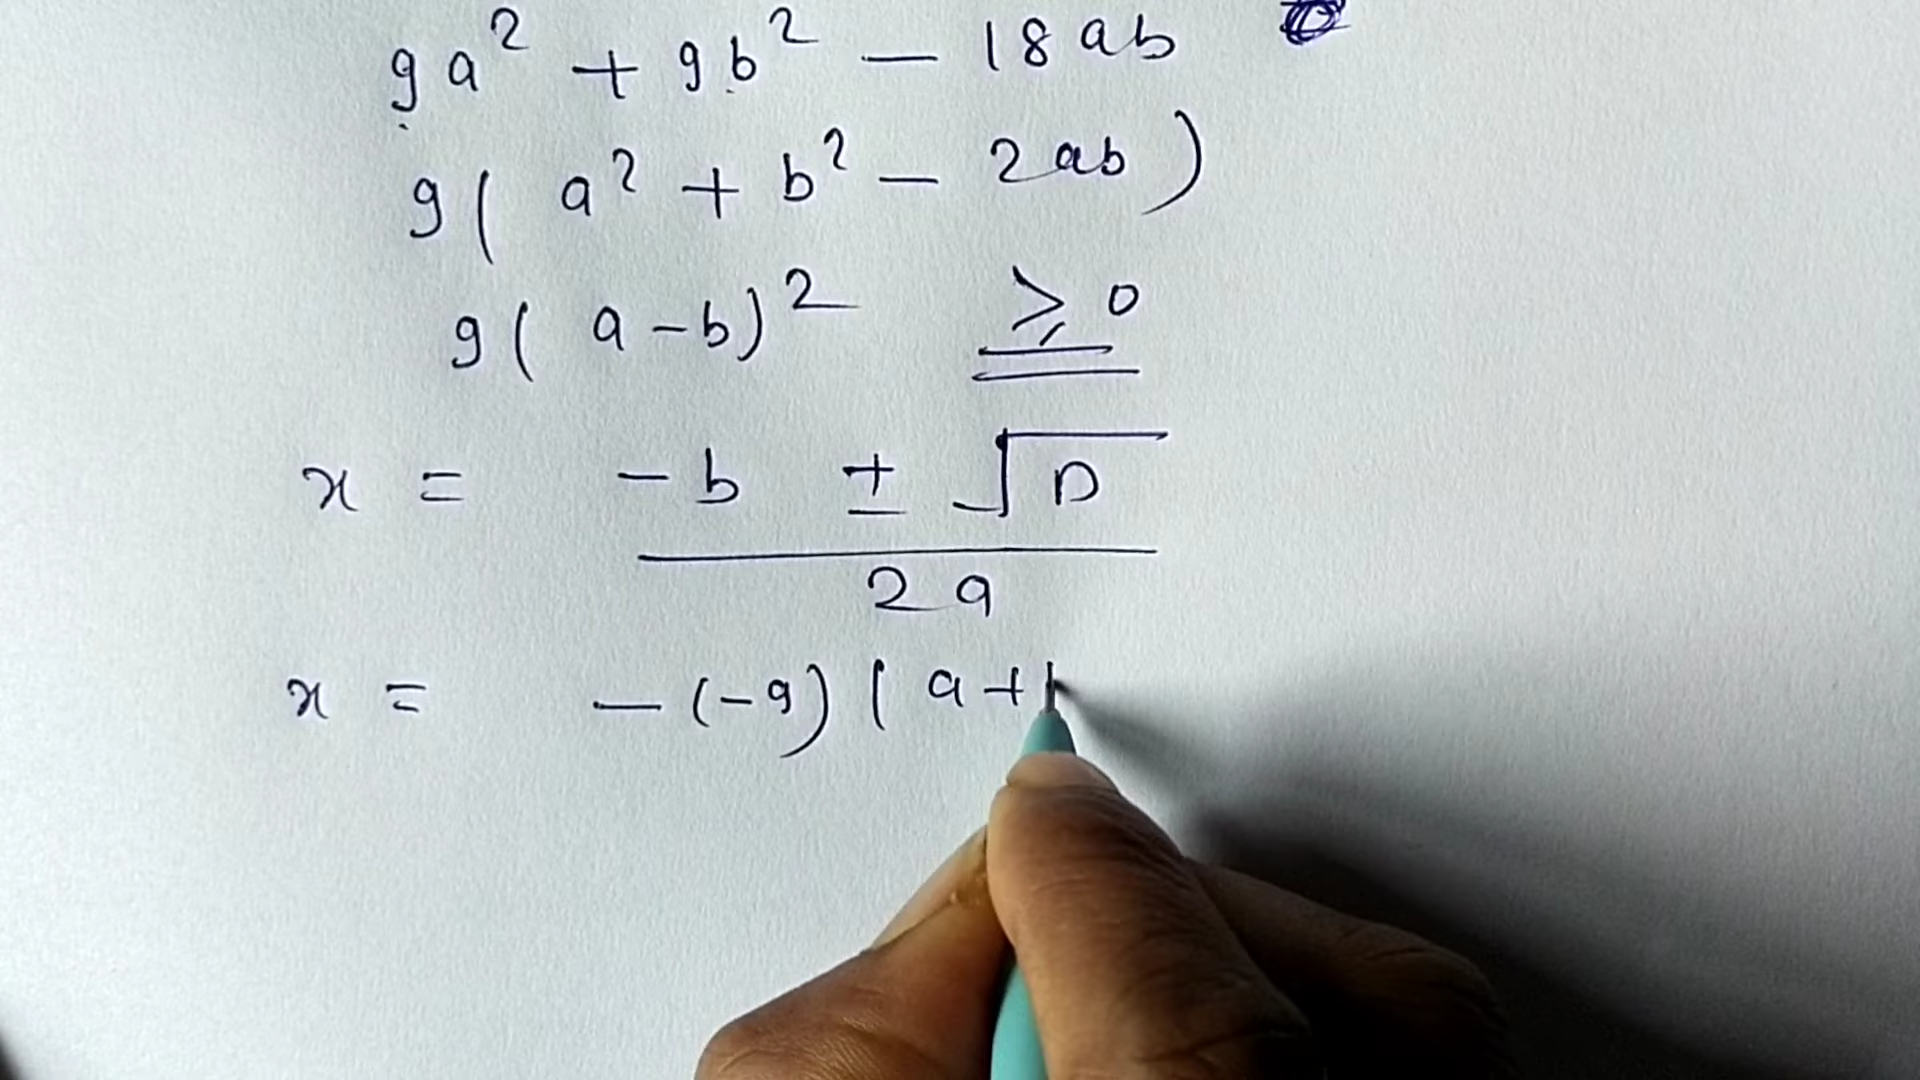 9a² + 9b² − 18ab
9( a² + b² − 2ab )
9( a − b)² ⩾ 0
x = − b ± √D
2a
x = − (−9) ( a +